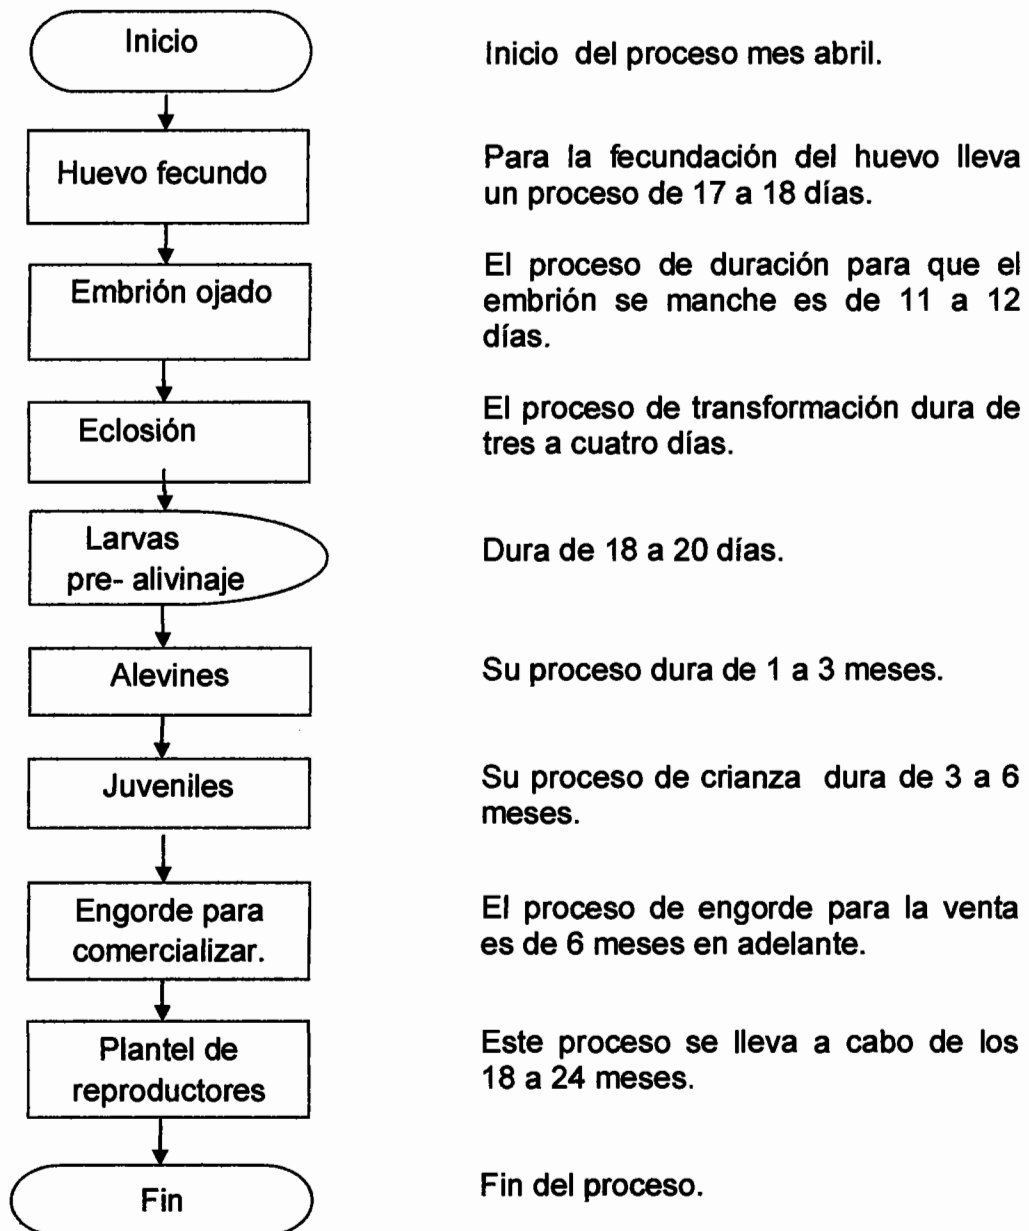 Inicio
Inicio del proceso mes abril.
Huevo fecundo
Para la fecundación del huevo lleva
un proceso de 17 a 18 días.
Embrión ojado
El proceso de duración para que el
embrión se manche es de 11 a 12
días.
Eclosión
El proceso de transformación dura de
tres a cuatro días.
Larvas
pre- alivinaje
Dura de 18 a 20 días.
Alevines
Su proceso dura de 1 a 3 meses.
Juveniles
Su proceso de crianza dura de 3 a 6
meses.
Engorde para
comercializar.
El proceso de engorde para la venta
es de 6 meses en adelante.
Plantel de
reproductores
Este proceso se lleva a cabo de los
18 a 24 meses.
Fin
Fin del proceso.